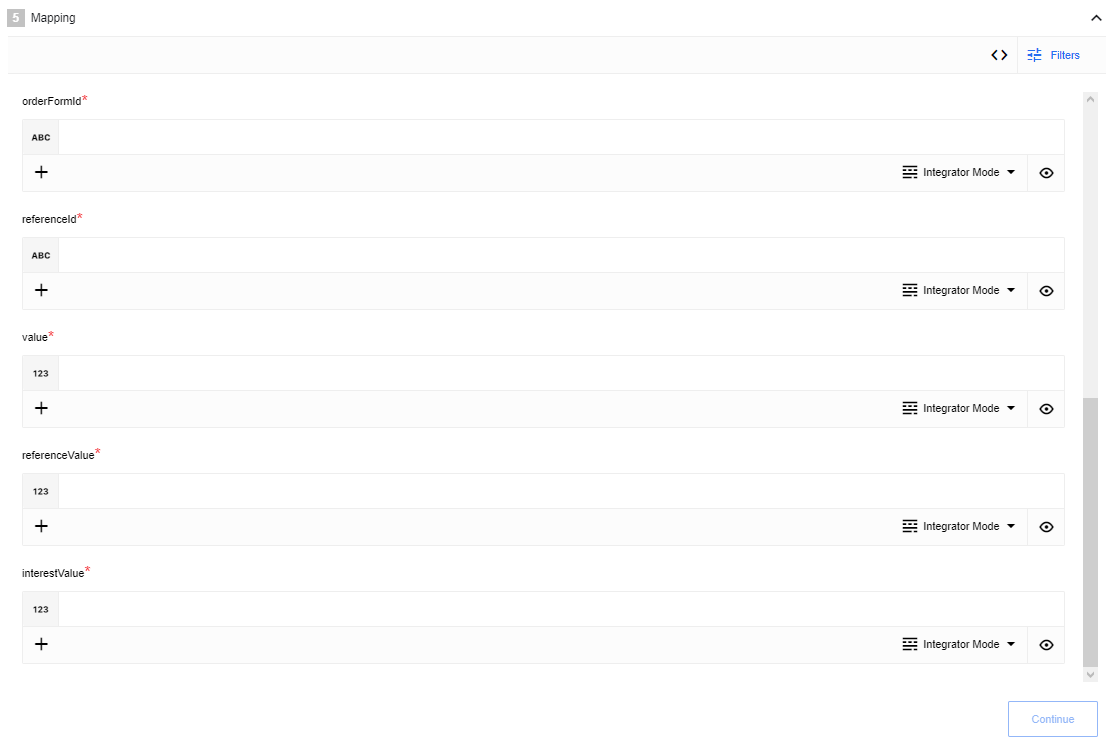 5 Mapping
Filters
orderFormId*
ABC
Integrator Mode
referenceId*
ABC
Integrator Mode
value*
123
Integrator Mode
referenceValue*
123
Integrator Mode
interestValue*
123
Integrator Mode
Continue